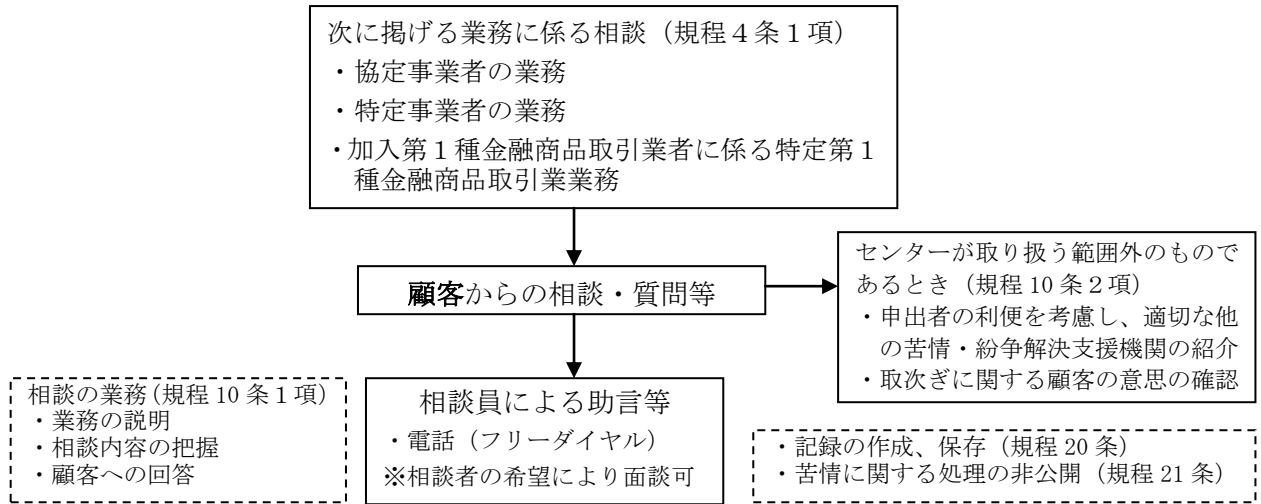 次に掲げる業務に係る相談（規程４条１項）
・協定事業者の業務
・特定事業者の業務
・加入第１種金融商品取引業者に係る特定第１
種金融商品取引業業務
顧客からの相談・質問等
センターが取り扱う範囲外のもので
あるとき（規程 10 条２項）
・申出者の利便を考慮し、適切な他
の苦情・紛争解決支援機関の紹介
・取次ぎに関する顧客の意思の確認
相談の業務（規程 10 条１項）
・業務の説明
・相談内容の把握
・顧客への回答
相談員による助言等
・電話（フリーダイヤル）
※相談者の希望により面談可
・記録の作成、保存（規程 20 条）
・苦情に関する処理の非公開（規程 21 条）